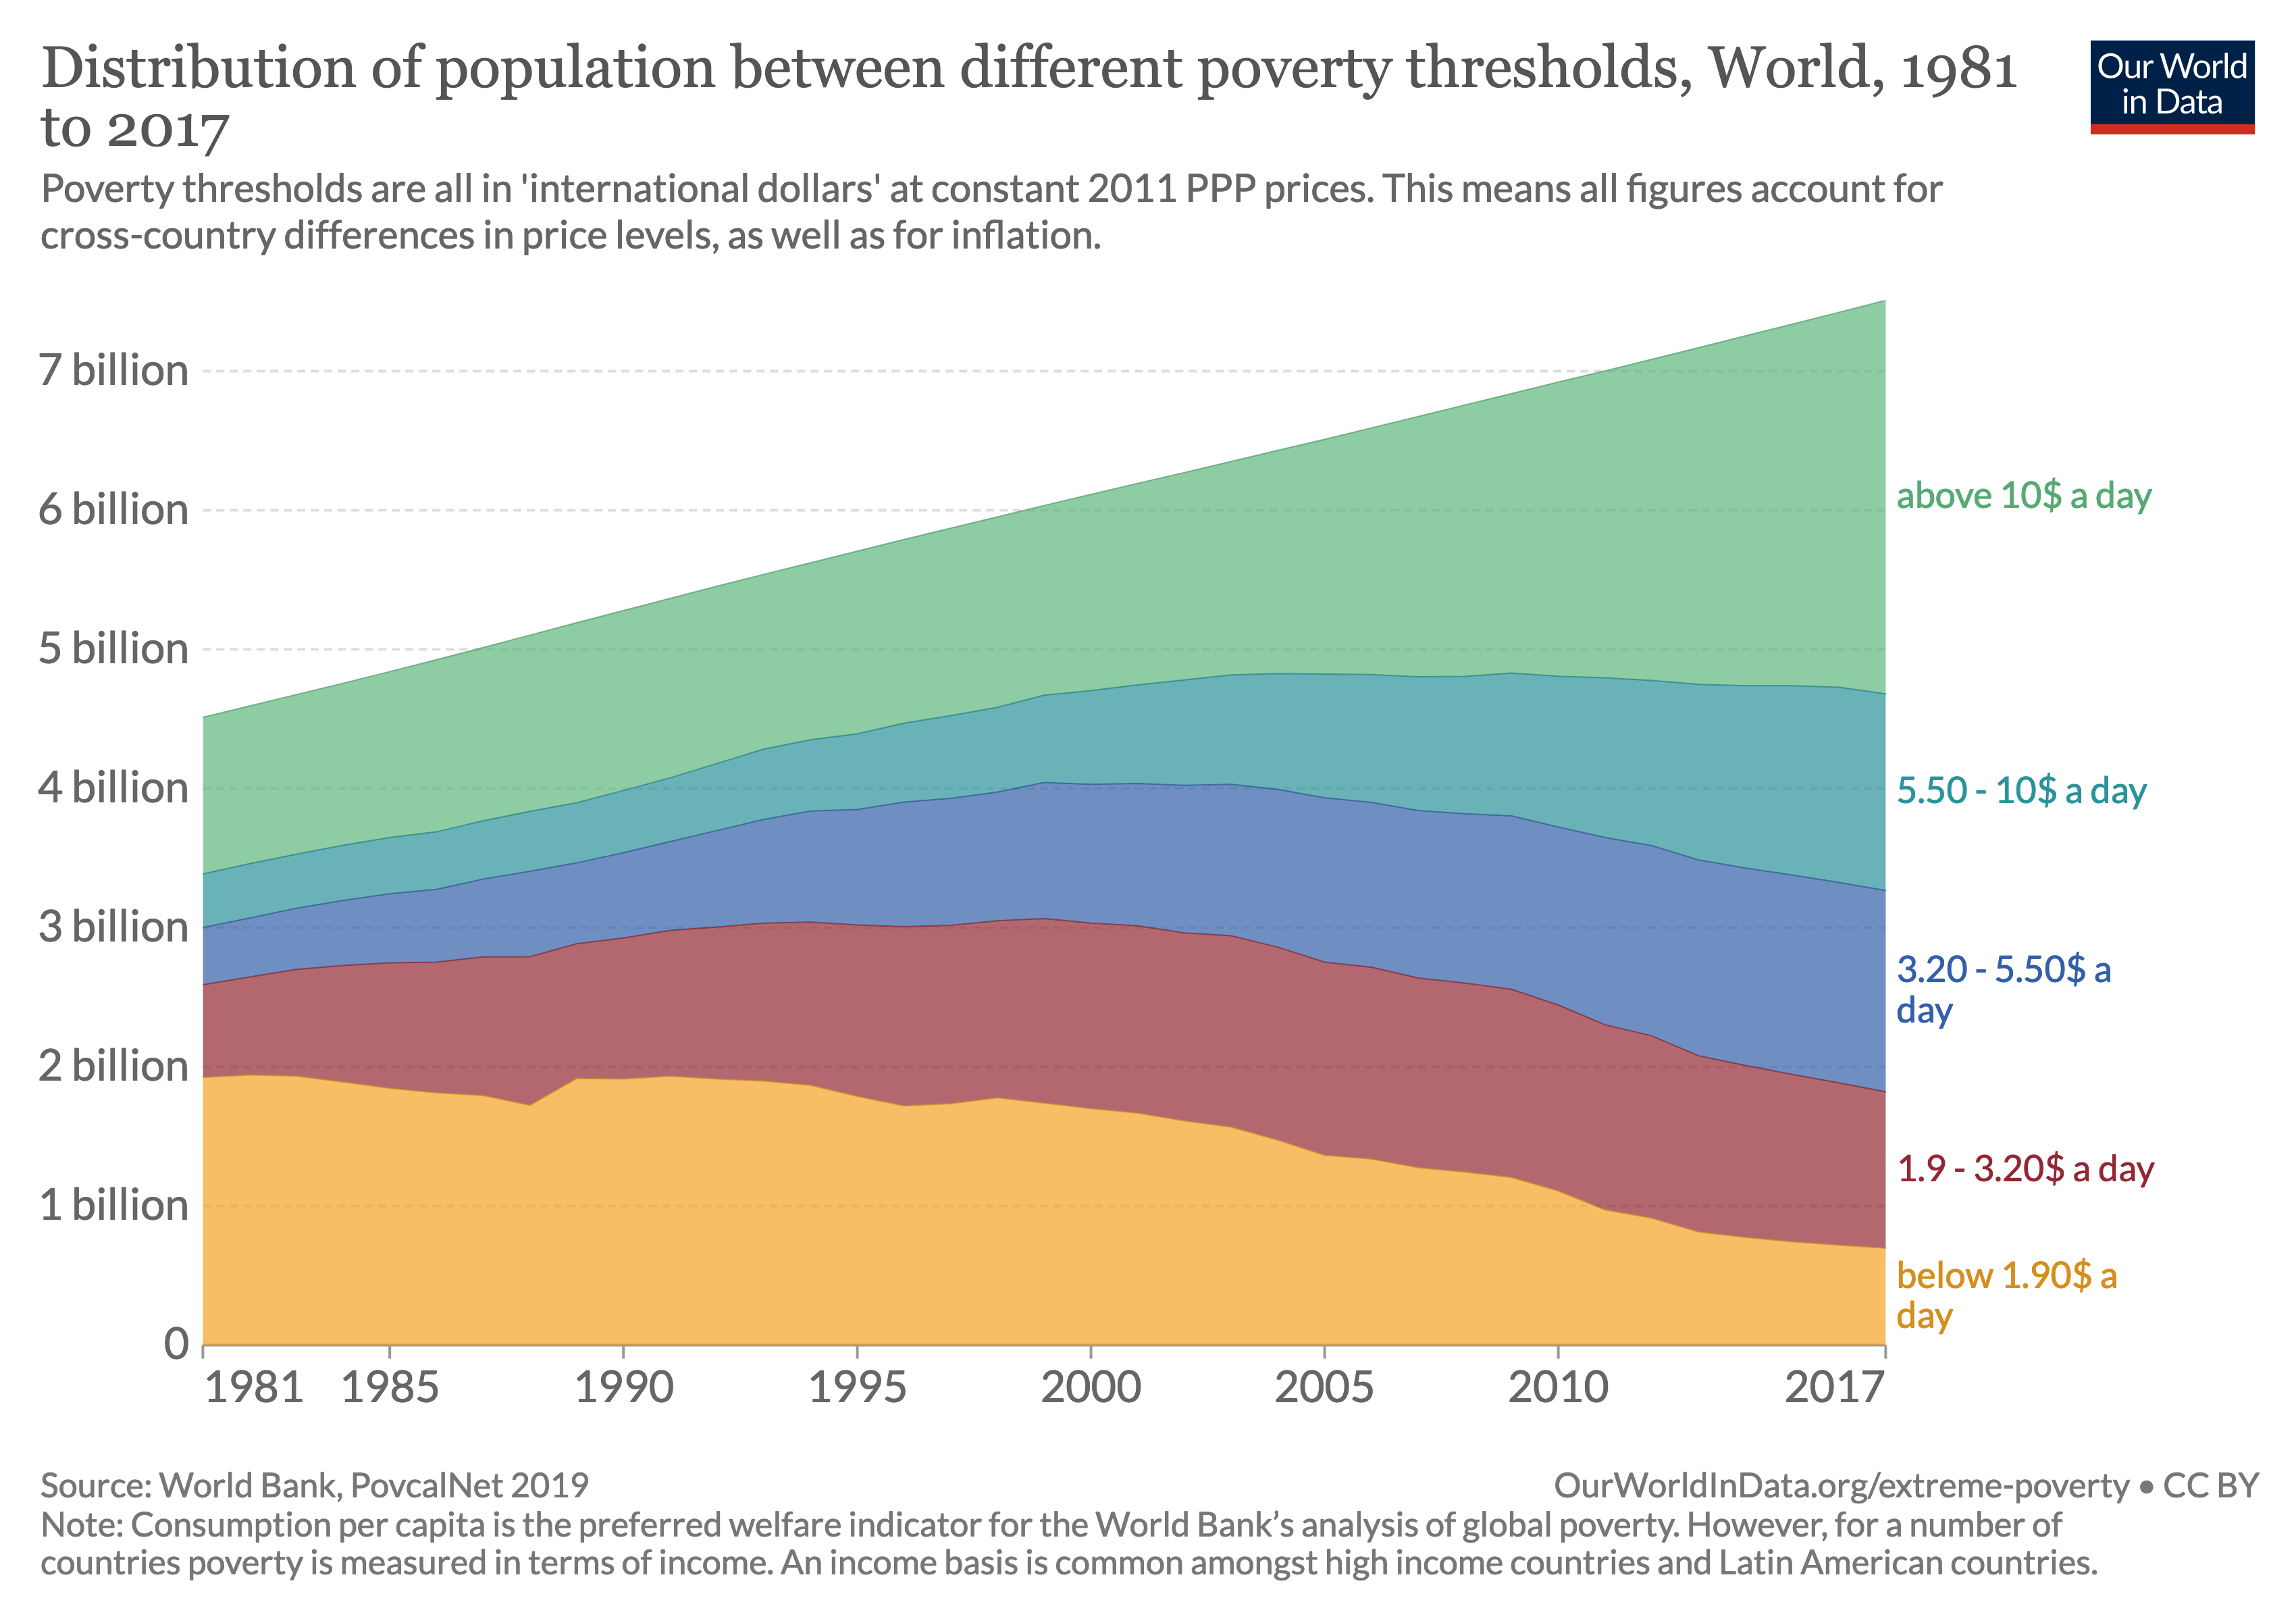 Distribution of population between different poverty thresholds, World, 1981
to 2017
Our World
in Data
Poverty thresholds are all in 'international dollars' at constant 2011 PPP prices. This means all figures account for
cross-country differences in price levels, as well as for inflation.
7 billion
6 billion
5 billion
4 billion
3 billion
2 billion
1 billion
0
above 10$ a day
5.50 - 10$ a day
3.20 - 5.50$ a
day
1.9 - 3.20$ a day
below 1.90$ a
day
1981 1985 1990 1995 2000 2005 2010 2017
Source: World Bank, PovcalNet 2019
OurWorldInData.org/extreme-poverty • CC BY
Note: Consumption per capita is the preferred welfare indicator for the World Bank’s analysis of global poverty. However, for a number of
countries poverty is measured in terms of income. An income basis is common amongst high income countries and Latin American countries.